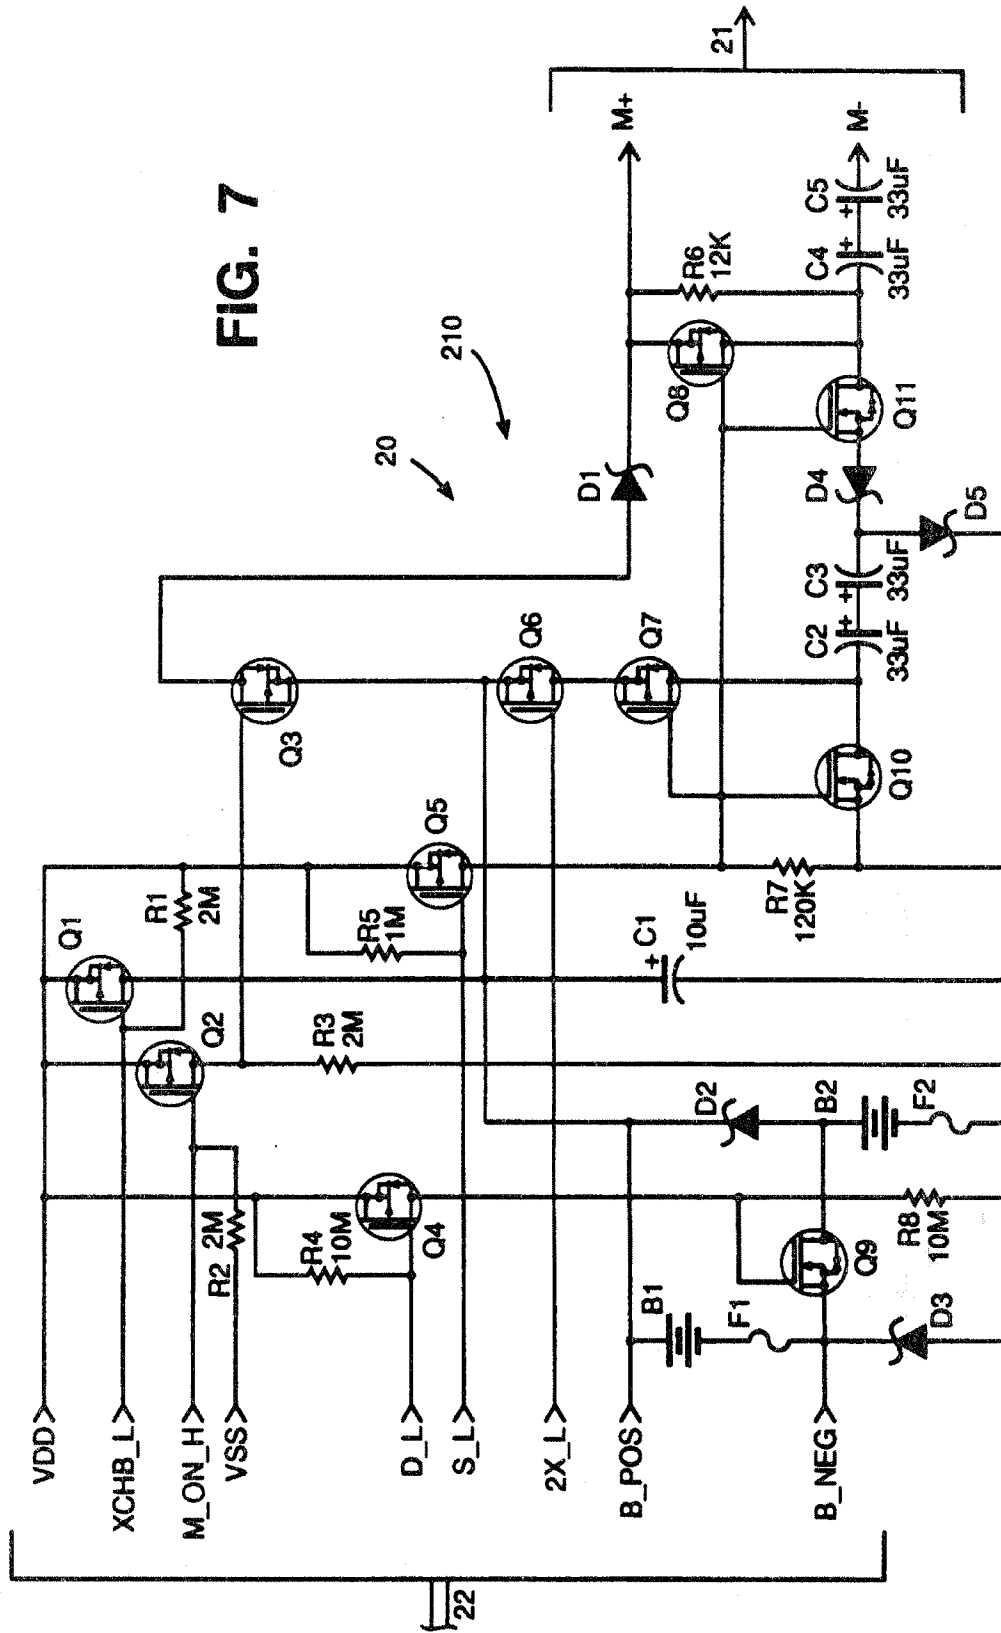 FIG. 7
20
210
21
22
VDD
XCHB_L
M_ON_H
VSS
D_L
S_L
2X_L
B_POS
B_NEG
M+
M-
Q1
R1
2M
Q2
R2
2M
R3
2M
Q3
R4
10M
Q4
R5
1M
Q5
Q6
Q7
D1
Q8
R6
12K
C1
+
10uF
R7
120K
Q10
C2
+
33uF
C3
+
33uF
D4
D5
Q11
C4
+
33uF
C5
+
33uF
B1
F1
D2
B2
F2
Q9
R8
10M
D3